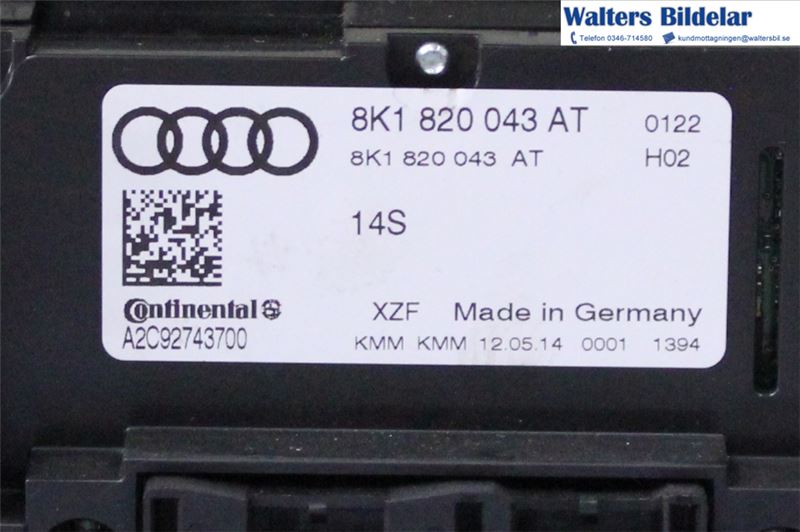 Walters Bildelar
Telefon 0346-714580 kundmottagningen@waltersbil.se
8K1 820 043 AT 0122
8K1 820 043 AT H02
14S
Continental XZF Made in Germany
A2C92743700 KMM KMM 12.05.14 0001 1394